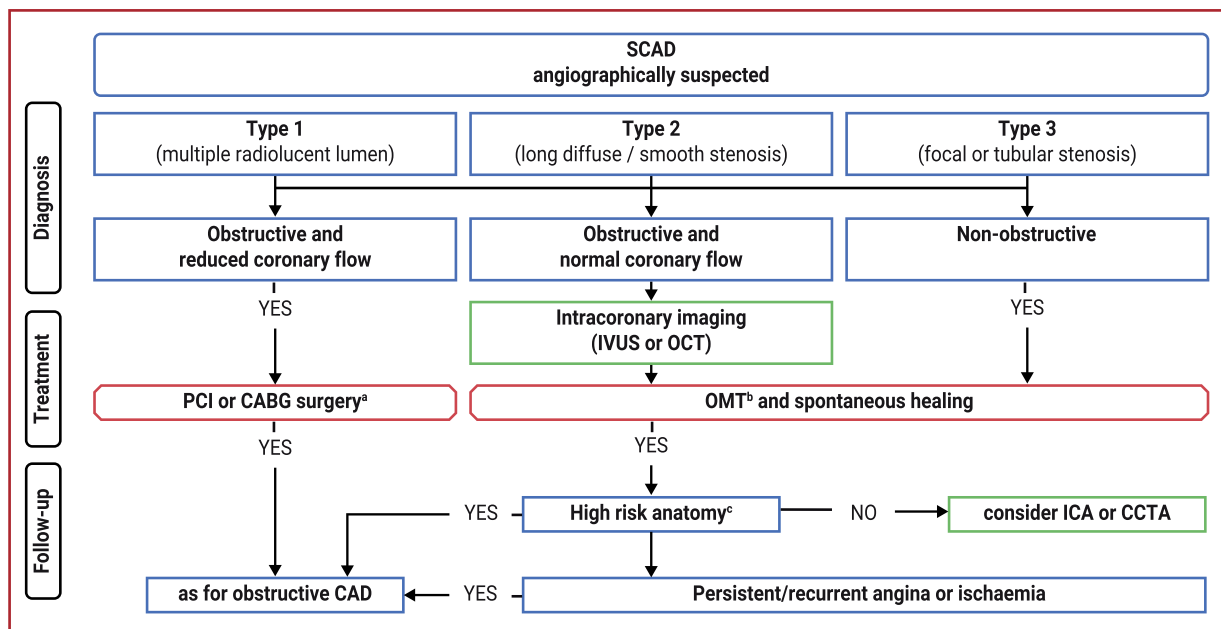 SCAD
angiographically suspected
Diagnosis
Type 1
(multiple radiolucent lumen)
Type 2
(long diffuse / smooth stenosis)
Type 3
(focal or tubular stenosis)
Obstructive and
reduced coronary flow
Obstructive and
normal coronary flow
Non-obstructive
YES
YES
Treatment
Intracoronary imaging
(IVUS or OCT)
PCI or CABG surgeryᵃ
OMTᵇ and spontaneous healing
YES
YES
Follow-up
YES
High risk anatomyᶜ
NO
consider ICA or CCTA
as for obstructive CAD
YES
Persistent/recurrent angina or ischaemia